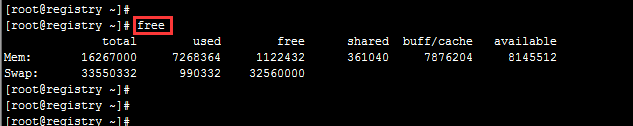 [root@registry ~]#
[root@registry ~]# free
total used free shared buff/cache available
Mem: 16267000 7268364 1122432 361040 7876204 8145512
Swap: 33550332 990332 32560000
[root@registry ~]#
[root@registry ~]#
[root@registry ~]#